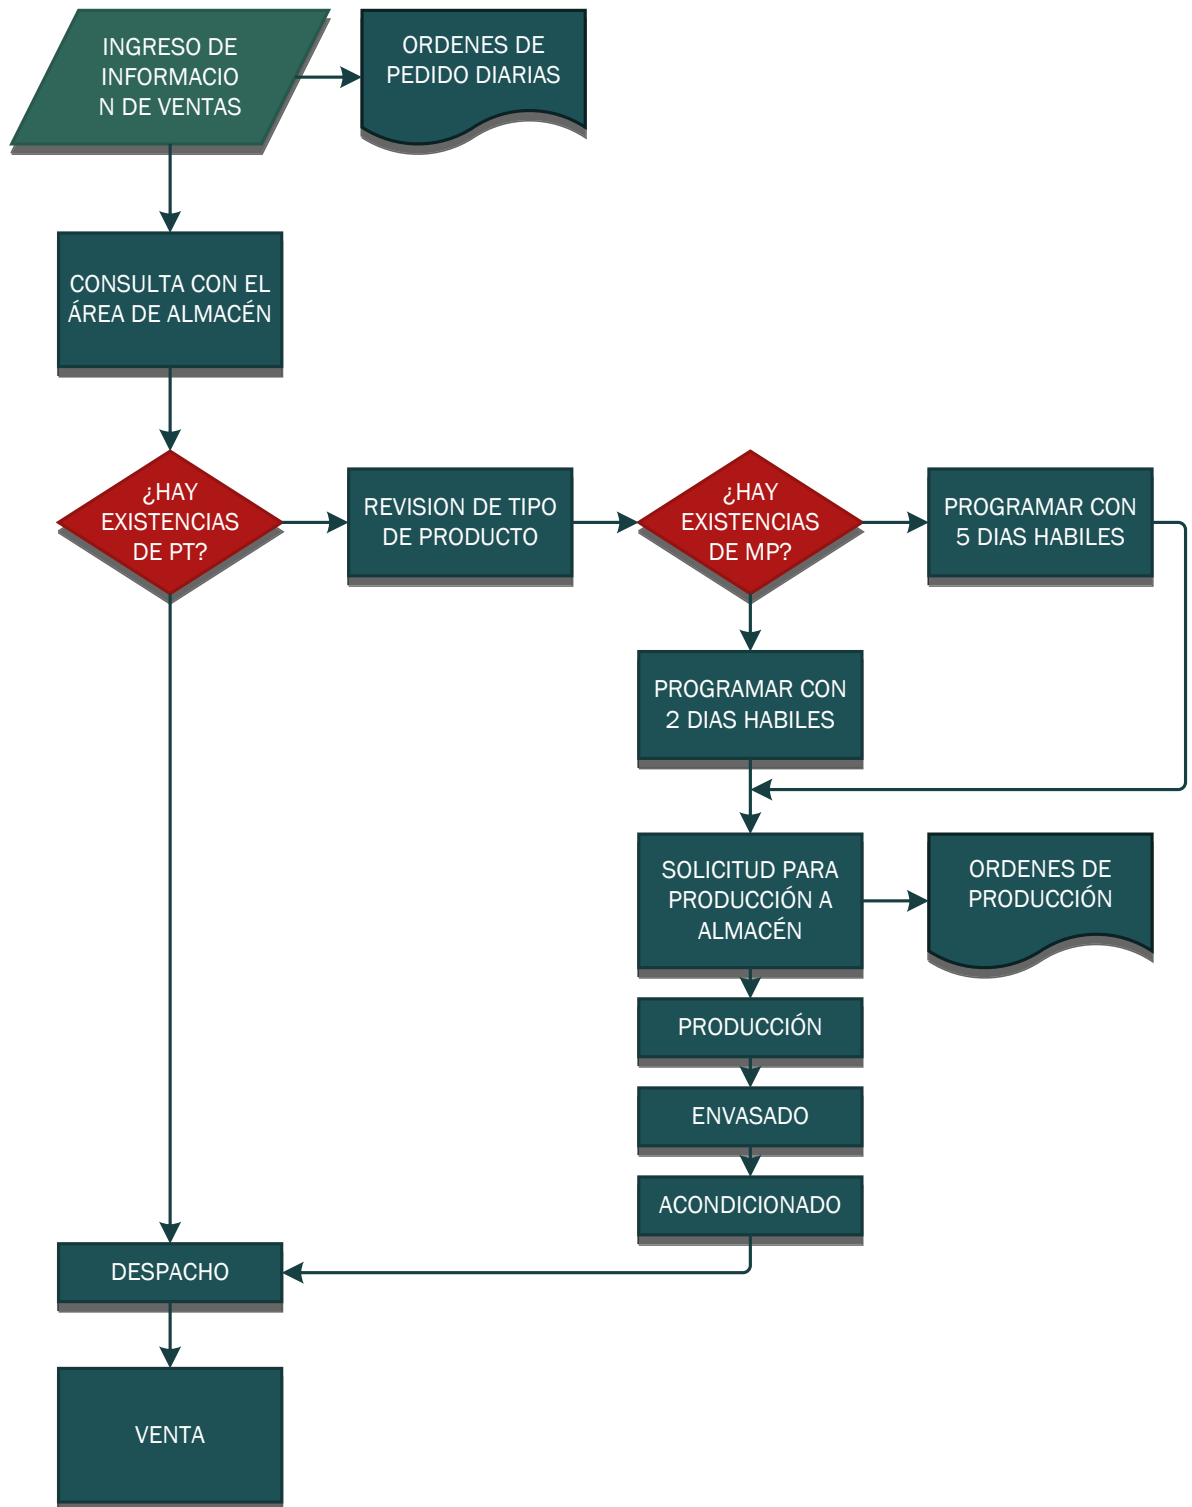 INGRESO DE
INFORMACIO
N DE VENTAS
ORDENES DE
PEDIDO DIARIAS
CONSULTA CON EL
ÁREA DE ALMACÉN
¿HAY
EXISTENCIAS
DE PT?
REVISION DE TIPO
DE PRODUCTO
¿HAY
EXISTENCIAS
DE MP?
PROGRAMAR CON
5 DIAS HABILES
PROGRAMAR CON
2 DIAS HABILES
SOLICITUD PARA
PRODUCCIÓN A
ALMACÉN
ORDENES DE
PRODUCCIÓN
PRODUCCIÓN
ENVASADO
ACONDICIONADO
DESPACHO
VENTA